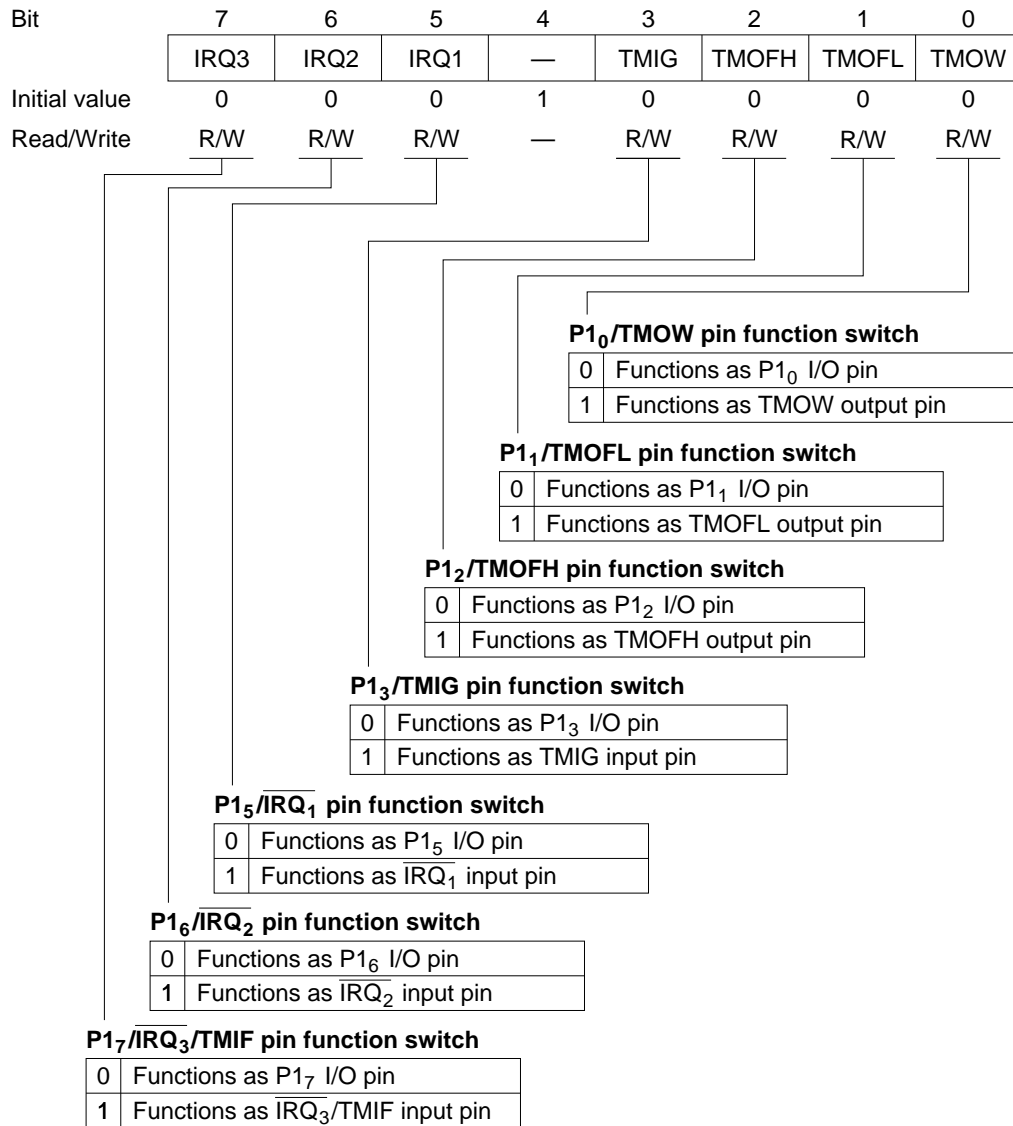 Bit 7 6 5 4 3 2 1 0
IRQ3 IRQ2 IRQ1 — TMIG TMOFH TMOFL TMOW
Initial value 0 0 0 1 0 0 0 0
Read/Write R/W R/W R/W — R/W R/W R/W R/W
P1₀/TMOW pin function switch
0 Functions as P1₀ I/O pin
1 Functions as TMOW output pin
P1₁/TMOFL pin function switch
0 Functions as P1₁ I/O pin
1 Functions as TMOFL output pin
P1₂/TMOFH pin function switch
0 Functions as P1₂ I/O pin
1 Functions as TMOFH output pin
P1₃/TMIG pin function switch
0 Functions as P1₃ I/O pin
1 Functions as TMIG input pin
P1₅/I̅R̅Q̅₁ pin function switch
0 Functions as P1₅ I/O pin
1 Functions as I̅R̅Q̅₁ input pin
P1₆/I̅R̅Q̅₂ pin function switch
0 Functions as P1₆ I/O pin
1 Functions as I̅R̅Q̅₂ input pin
P1₇/I̅R̅Q̅₃/TMIF pin function switch
0 Functions as P1₇ I/O pin
1 Functions as I̅R̅Q̅₃/TMIF input pin